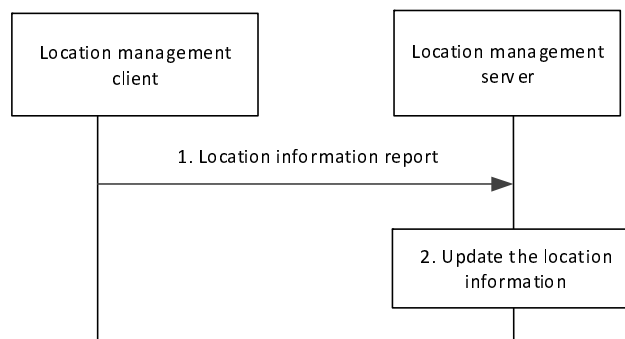 Location management
client
Location management
server
1. Location information report
2. Update the location
information